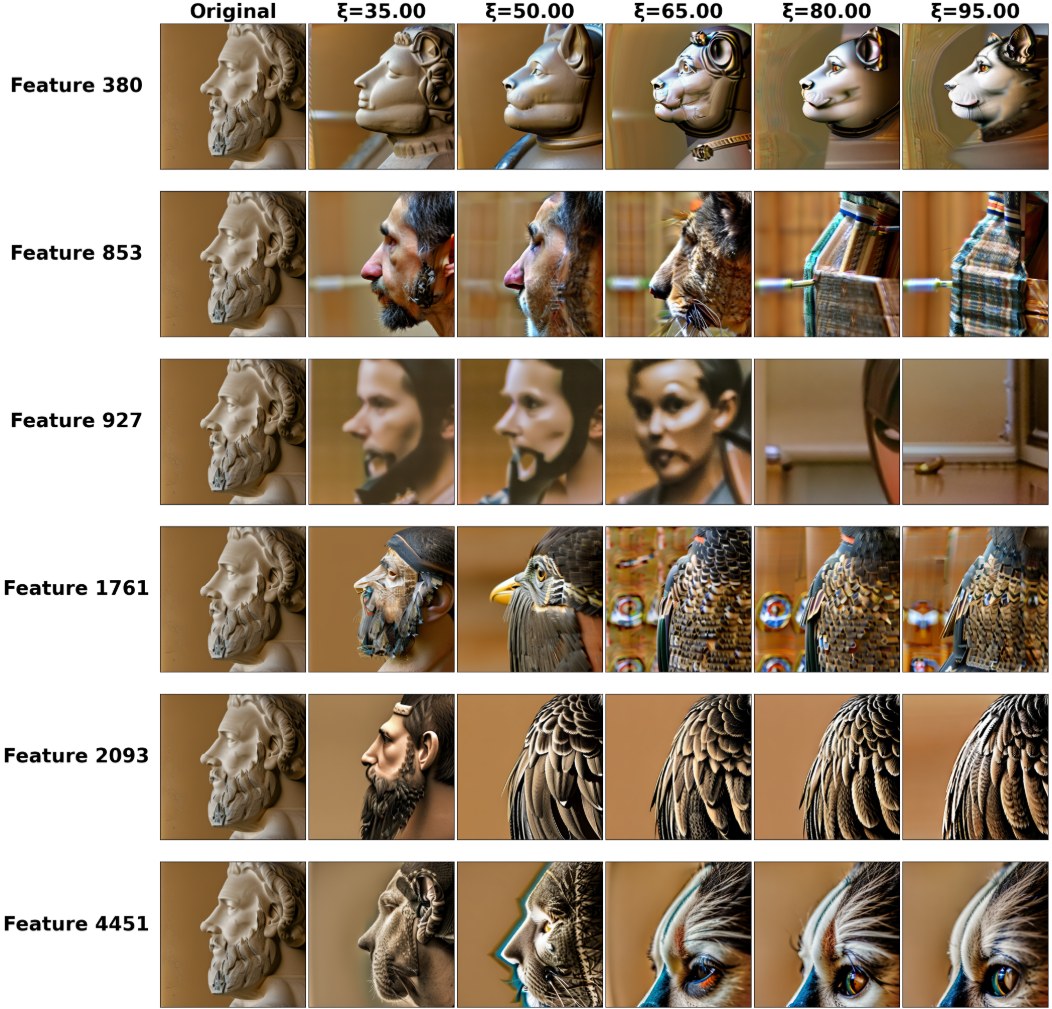 Original ξ=35.00 ξ=50.00 ξ=65.00 ξ=80.00 ξ=95.00
Feature 380
Feature 853
Feature 927
Feature 1761
Feature 2093
Feature 4451